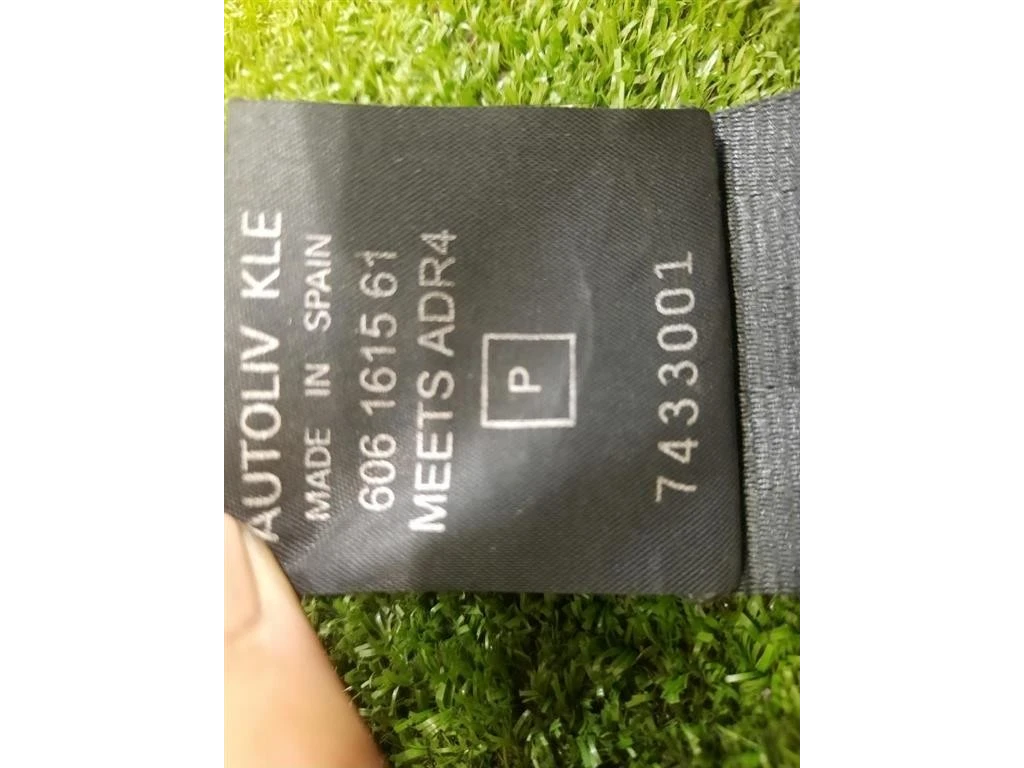 AUTOLIV KLE
MADE IN SPAIN
606 1615 61
MEETS ADR4
P
7433001